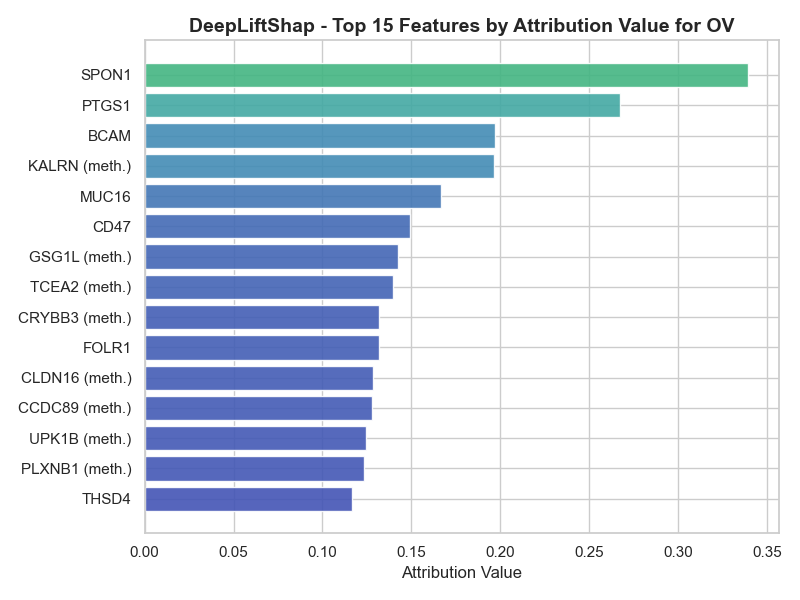 DeepLiftShap - Top 15 Features by Attribution Value for OV
SPON1
PTGS1
BCAM
KALRN (meth.)
MUC16
CD47
GSG1L (meth.)
TCEA2 (meth.)
CRYBB3 (meth.)
FOLR1
CLDN16 (meth.)
CCDC89 (meth.)
UPK1B (meth.)
PLXNB1 (meth.)
THSD4
0.00 0.05 0.10 0.15 0.20 0.25 0.30 0.35
Attribution Value